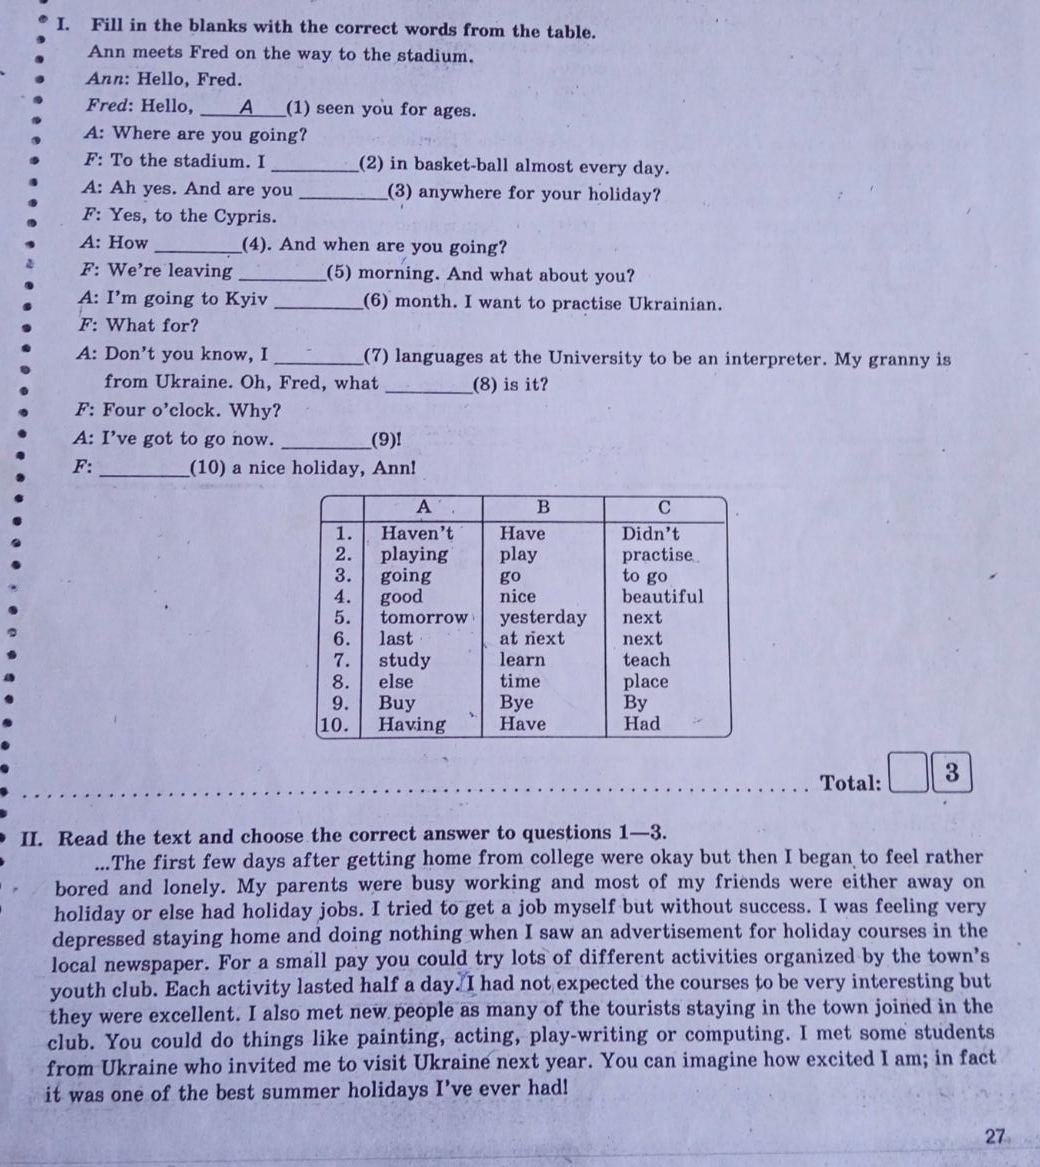 I. Fill in the blanks with the correct words from the table.
Ann meets Fred on the way to the stadium.
Ann: Hello, Fred.
Fred: Hello, ___A___(1) seen you for ages.
A: Where are you going?
F: To the stadium. I ________(2) in basket-ball almost every day.
A: Ah yes. And are you ________(3) anywhere for your holiday?
F: Yes, to the Cypris.
A: How ________(4). And when are you going?
F: We're leaving ________(5) morning. And what about you?
A: I'm going to Kyiv ________(6) month. I want to practise Ukrainian.
F: What for?
A: Don't you know, I ________(7) languages at the University to be an interpreter. My granny is
from Ukraine. Oh, Fred, what ________(8) is it?
F: Four o'clock. Why?
A: I've got to go now. ________(9)!
F: ________(10) a nice holiday, Ann!
A B C
1. Haven't Have Didn't
2. playing play practise
3. going go to go
4. good nice beautiful
5. tomorrow yesterday next
6. last at next next
7. study learn teach
8. else time place
9. Buy Bye By
10. Having Have Had
Total: 3
II. Read the text and choose the correct answer to questions 1—3.
...The first few days after getting home from college were okay but then I began to feel rather
bored and lonely. My parents were busy working and most of my friends were either away on
holiday or else had holiday jobs. I tried to get a job myself but without success. I was feeling very
depressed staying home and doing nothing when I saw an advertisement for holiday courses in the
local newspaper. For a small pay you could try lots of different activities organized by the town's
youth club. Each activity lasted half a day. I had not expected the courses to be very interesting but
they were excellent. I also met new people as many of the tourists staying in the town joined in the
club. You could do things like painting, acting, play-writing or computing. I met some students
from Ukraine who invited me to visit Ukraine next year. You can imagine how excited I am; in fact
it was one of the best summer holidays I've ever had!
27